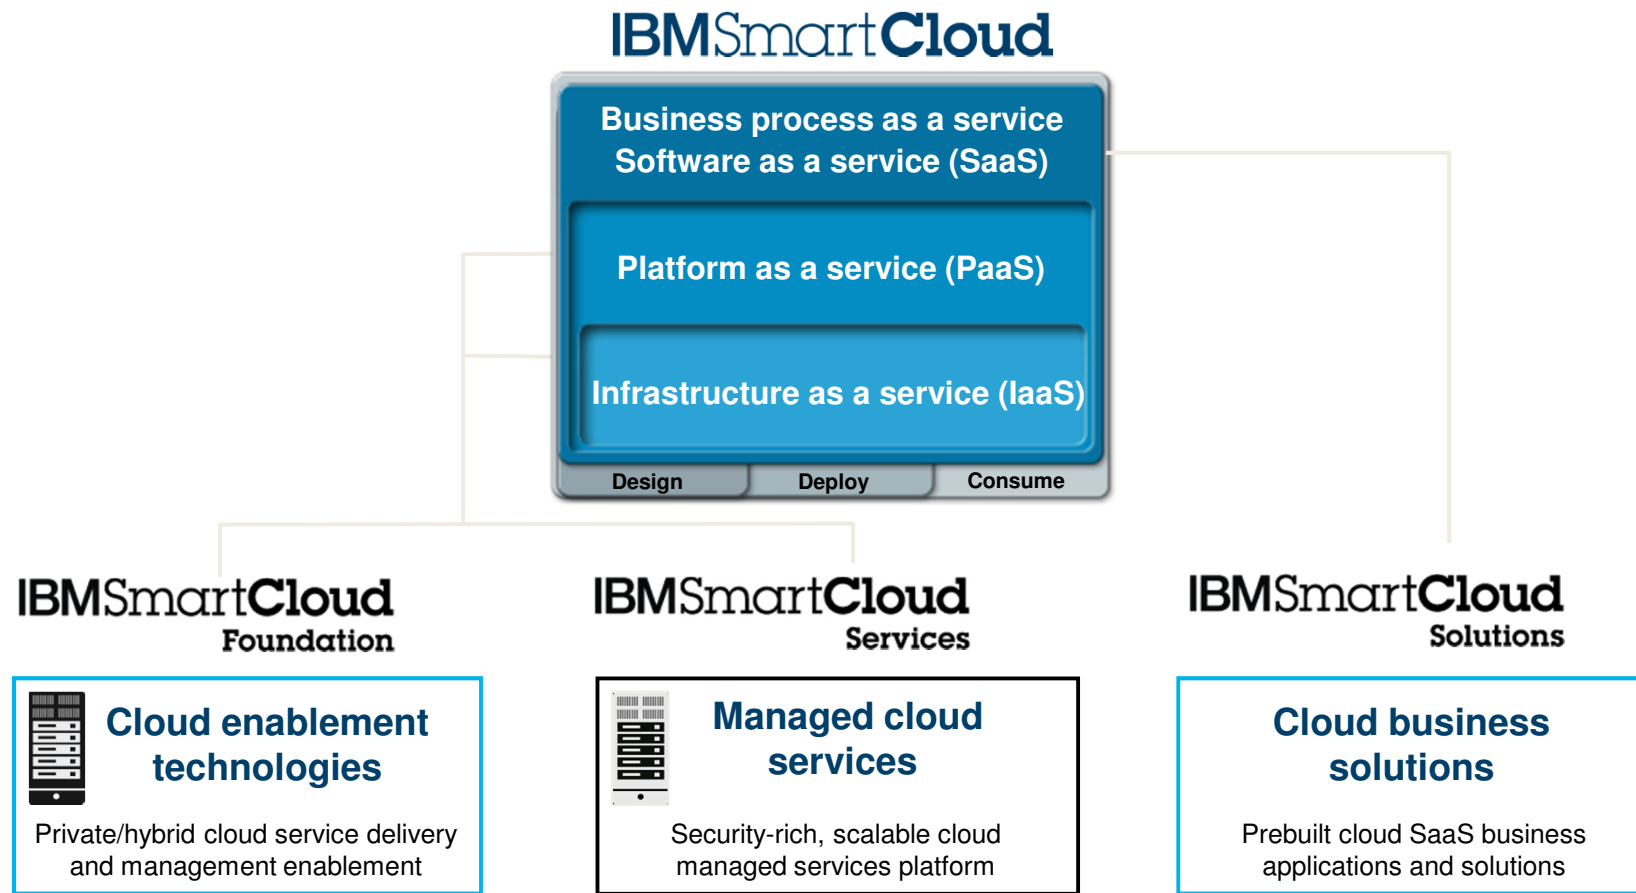 IBMSmartCloud
Business process as a service
Software as a service (SaaS)
Platform as a service (PaaS)
Infrastructure as a service (IaaS)
Design
Deploy
Consume
IBMSmartCloud
Foundation
Cloud enablement
technologies
Private/hybrid cloud service delivery
and management enablement
IBMSmartCloud
Services
Managed cloud
services
Security-rich, scalable cloud
managed services platform
IBMSmartCloud
Solutions
Cloud business
solutions
Prebuilt cloud SaaS business
applications and solutions